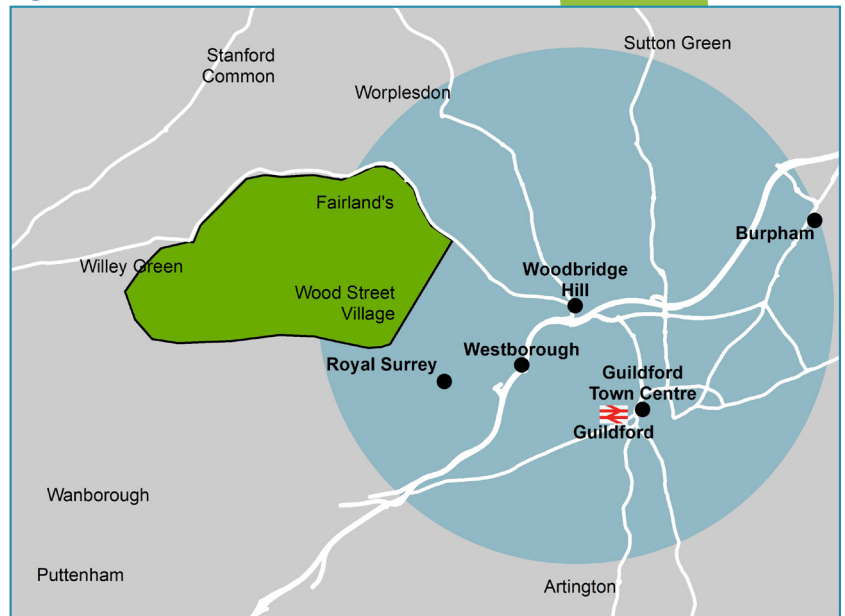 Sutton Green
Stanford
Common
Worplesdon
Fairland's
Burpham
Willey Green
Woodbridge
Hill
Wood Street
Village
Westborough
Royal Surrey
Guildford
Town Centre
Guildford
Wanborough
Puttenham
Artington